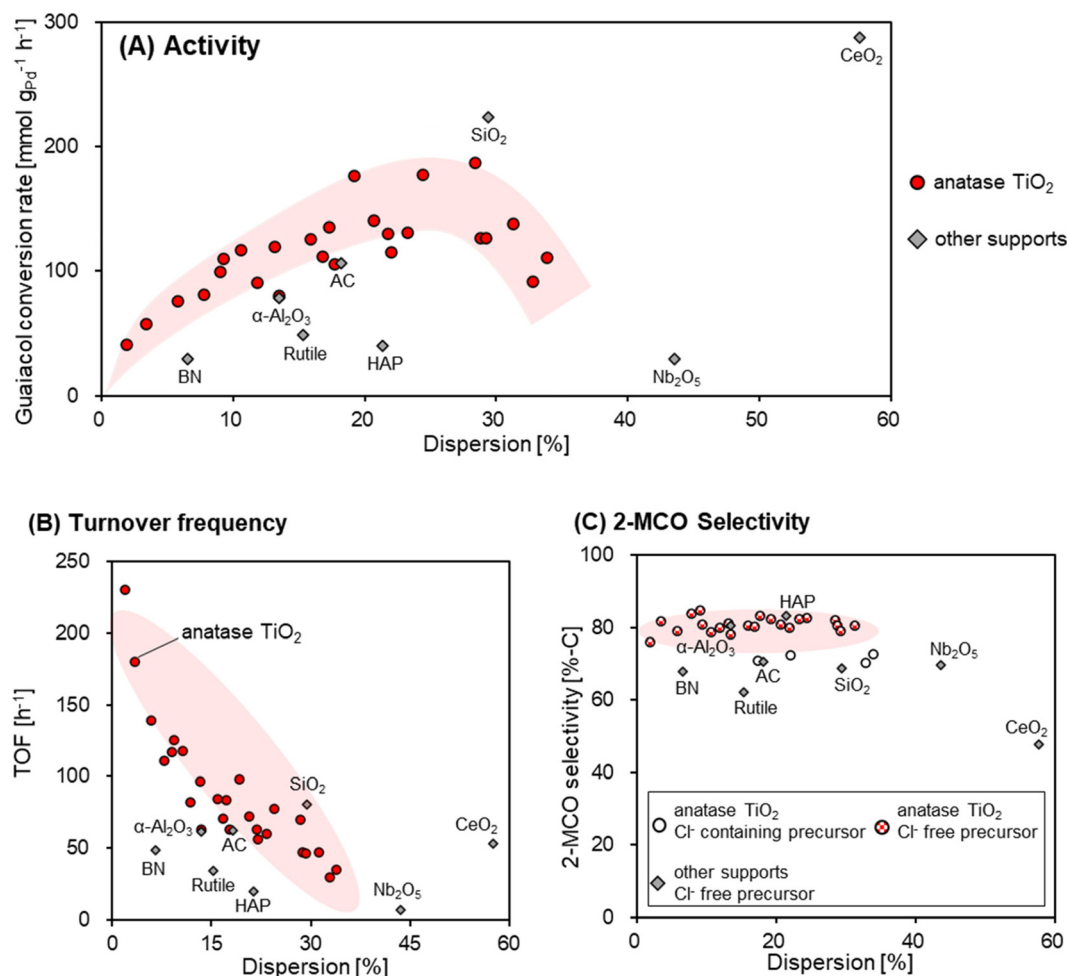 (A) Activity
Guaiacol conversion rate [mmol gPd⁻¹ h⁻¹]
300
200
100
0
0 10 20 30 40 50 60
Dispersion [%]
CeO₂
SiO₂
AC
α-Al₂O₃
Rutile
HAP
BN
Nb₂O₅
anatase TiO₂
other supports
(B) Turnover frequency
TOF [h⁻¹]
250
200
150
100
50
0
0 15 30 45 60
Dispersion [%]
anatase TiO₂
SiO₂
α-Al₂O₃
AC
CeO₂
BN
Rutile
HAP
Nb₂O₅
(C) 2-MCO Selectivity
2-MCO selectivity [%-C]
100
80
60
40
20
0
0 20 40 60
Dispersion [%]
HAP
α-Al₂O₃
Nb₂O₅
BN
AC
SiO₂
Rutile
CeO₂
anatase TiO₂
Cl⁻ containing precursor
anatase TiO₂
Cl⁻ free precursor
other supports
Cl⁻ free precursor